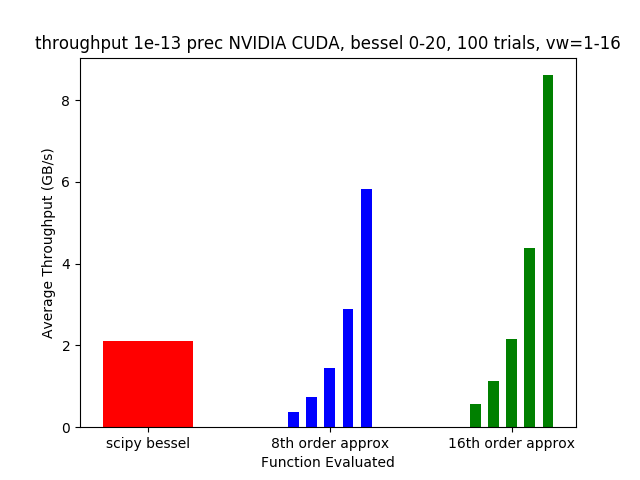 throughput 1e-13 prec NVIDIA CUDA, bessel 0-20, 100 trials, vw=1-16
Average Throughput (GB/s)
8
6
4
2
0
scipy bessel
8th order approx
16th order approx
Function Evaluated